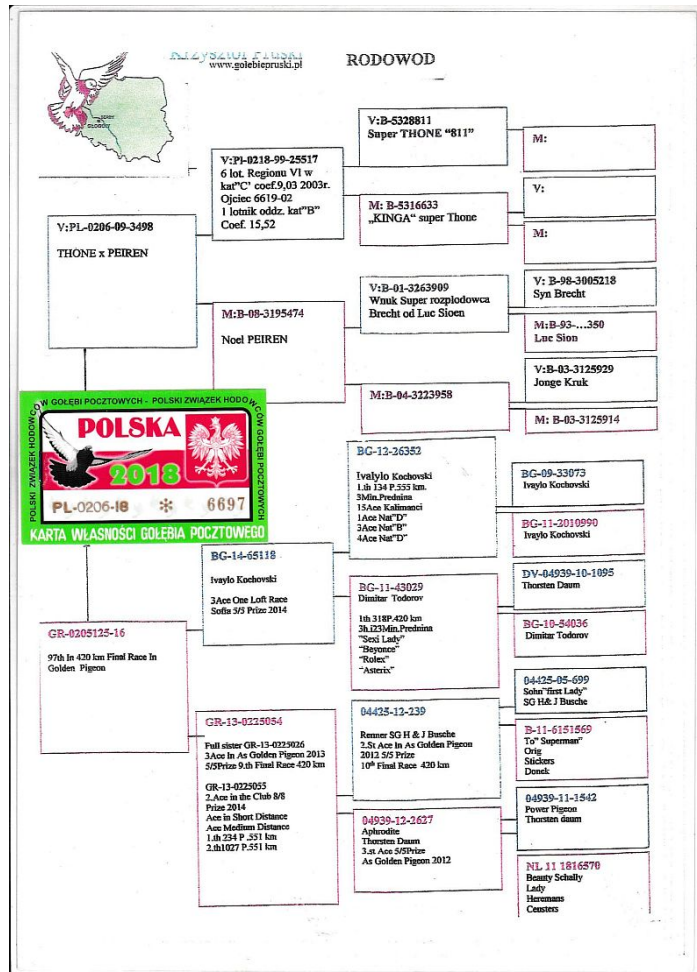 www.golebiepruski.pl
RODOWOD
V:PL-0206-09-3498
THONE x PEIREN
V:Pl-0218-99-25517
6 lot. Regionu VI w
kat"C' coef.9,03 2003r.
Ojciec 6619-02
1 lotnik oddz. kat"B"
Coef. 15,52
M:B-08-3195474
Noel PEIREN
V:B-5328811
Super THONE "811"
M: B-5316633
„KINGA“ super Thone
V:B-01-3263909
Wnuk Super rozplodowca
Brecht od Luc Sioen
M:B-04-3223958
M:
V:
M:
V: B-98-3005218
Syn Brecht
M:B-93-...350
Luc Sion
V:B-03-3125929
Jonge Kruk
M: B-03-3125914
POLSKI ZWIĄZEK HODOWCÓW GOŁĘBI POCZTOWYCH - POLSKI ZWIĄZEK HODOWCÓW GOŁĘBI POCZTOWYCH
POLSKA
2018
PL-0206-18 * 6697
KARTA WŁASNOŚCI GOŁĘBIA POCZTOWEGO
GR-0205125-16
97th In 420 km Final Race In
Golden Pigeon
BG-14-65118
Ivaylo Kochovski
3Ace One Loft Race
Sofia 5/5 Prize 2014
GR-13-0225054
Full sister GR-13-0225026
3Ace In As Golden Pigeon 2013
5/5Prize 9.th Final Race 420 km
GR-13-0225055
2.Ace in the Club 8/8
Prize 2014
Ace in Short Distance
Ace Medium Distance
1.th 234 P .551 km
2.th1027 P.551 km
BG-12-26352
Ivalylo Kochovski
1.th 134 P.555 km.
3Min.Prednina
15Ace Kalimanci
1Ace Nat"D"
3Ace Nat"B"
4Ace Nat"D"
BG-11-43029
Dimitar Todorov
1th 318P.420 km
3h.i23Min.Prednina
"Sexi Lady"
"Beyonce"
"Rolex"
"Asterix"
04425-12-239
Renner SG H & J Busche
2.St Ace In As Golden Pigeon
2012 5/5 Prize
10th Final Race 420 km
04939-12-2627
Aphrodite
Thorsten Daum
3.st Ace 5/5Prize
As Golden Pigeon 2012
BG-09-33073
Ivaylo Kochovski
BG-11-2010990
Ivaylo Kochovski
DV-04939-10-1095
Thorsten Daum
BG-10-54036
Dimitar Todorov
04425-05-699
Sohn"first Lady"
SG H& J Busche
B-11-6151569
To" Superman"
Orig
Stickers
Donek
04939-11-1542
Power Pigeon
Thorsten daum
NL 11 1816570
Beauty Schally
Lady
Heremans
Ceusters